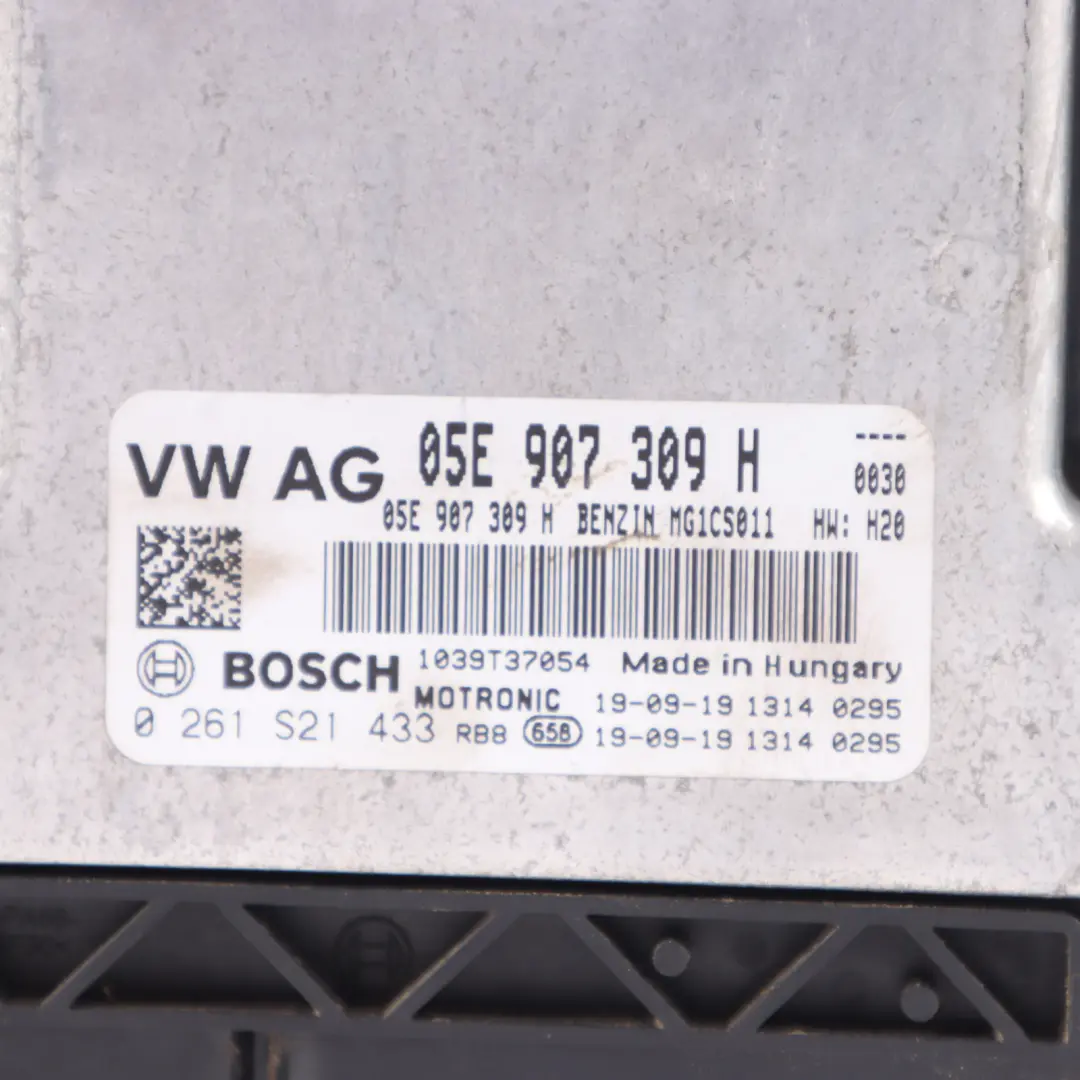 VW AG 05E 907 309 H ----
0030
05E 907 309 H BENZIN MG1CS011 HW: H20
BOSCH 1039T37054 Made in Hungary
MOTRONIC 19-09-19 1314 0295
0 261 S21 433 RB8 658 19-09-19 1314 0295